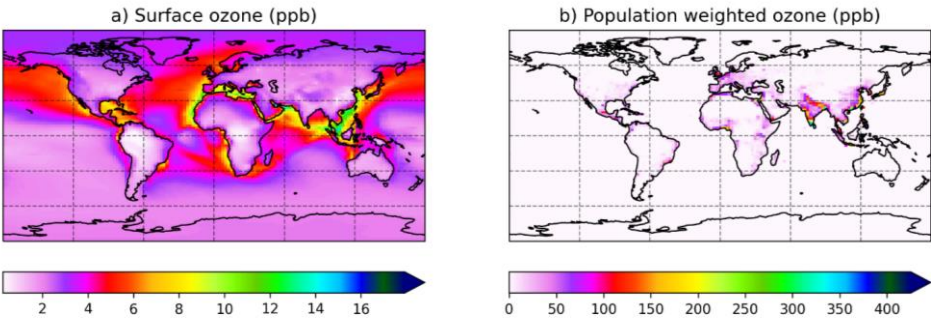 a) Surface ozone (ppb)
b) Population weighted ozone (ppb)
2 4 6 8 10 12 14 16
0 50 100 150 200 250 300 350 400